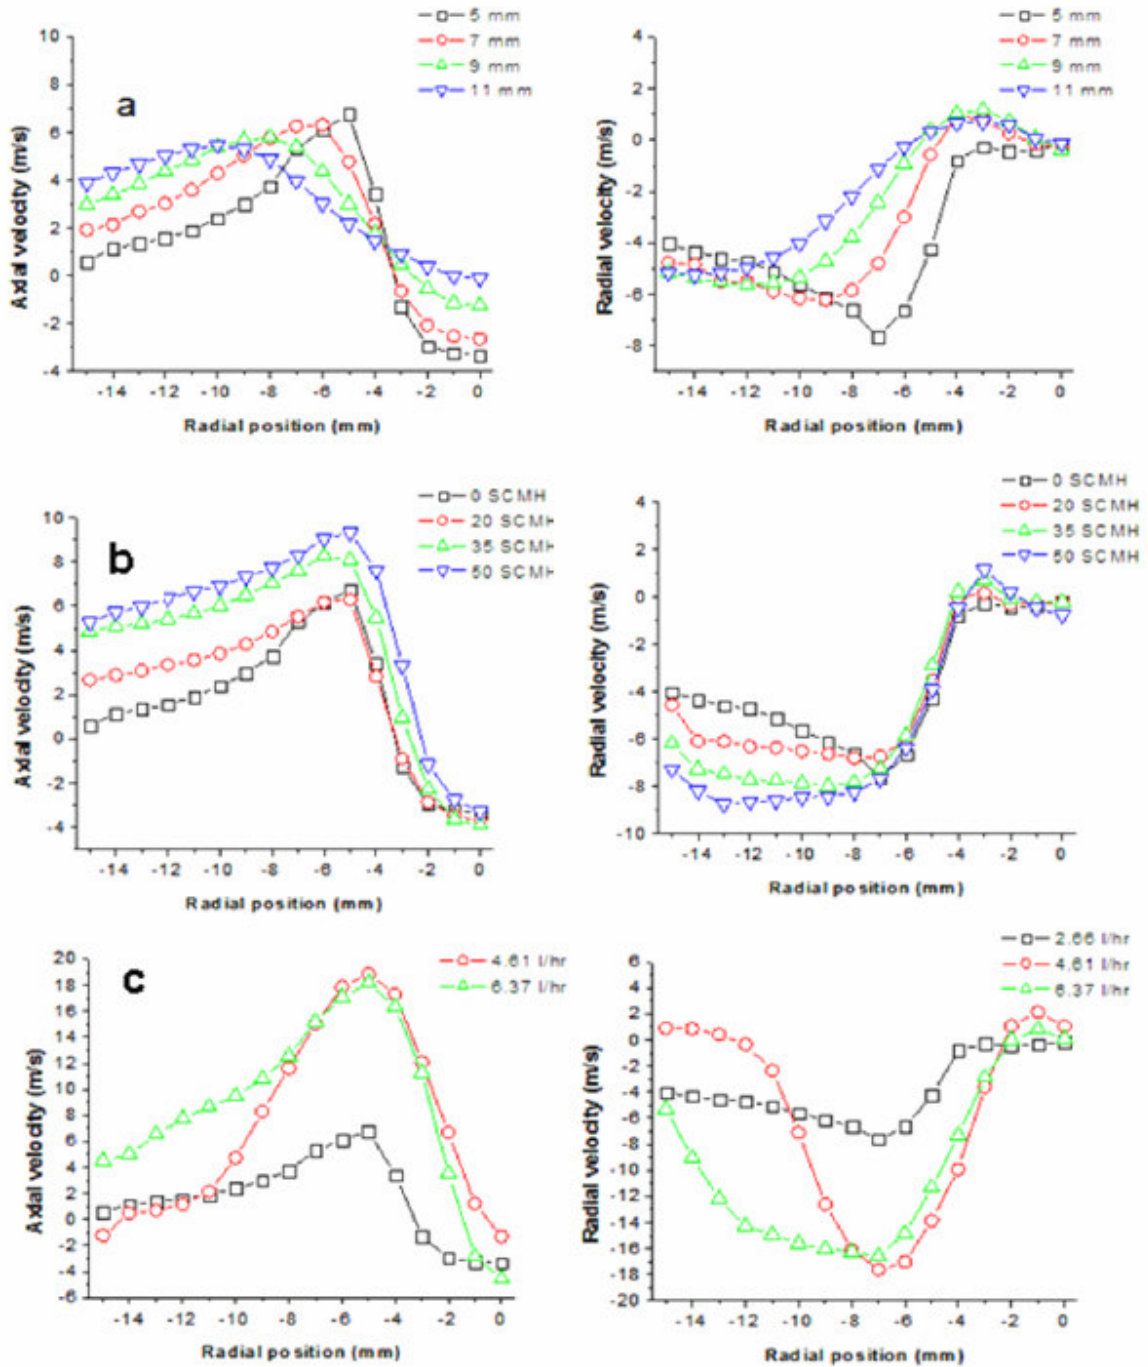 5 mm
7 mm
9 mm
11 mm
a
10
8
6
4
2
0
-2
-4
Axial velocity (m/s)
-14 -12 -10 -8 -6 -4 -2 0
Radial position (mm)
5 mm
7 mm
9 mm
11 mm
4
2
0
-2
-4
-6
-8
Radial velocity (m/s)
-14 -12 -10 -8 -6 -4 -2 0
Radial position (mm)
0 SCMH
20 SCMH
35 SCMH
50 SCMH
b
10
8
6
4
2
0
-2
-4
Axial velocity (m/s)
-14 -12 -10 -8 -6 -4 -2 0
Radial position (mm)
0 SCMH
20 SCMH
35 SCMH
50 SCMH
4
2
0
-2
-4
-6
-8
-10
Radial velocity (m/s)
-14 -12 -10 -8 -6 -4 -2 0
Radial position (mm)
4.61 l/hr
6.37 l/hr
c
20
18
16
14
12
10
8
6
4
2
0
-2
-4
-6
Axial velocity (m/s)
-14 -12 -10 -8 -6 -4 -2 0
Radial position (mm)
2.66 l/hr
4.61 l/hr
6.37 l/hr
6
4
2
0
-2
-4
-6
-8
-10
-12
-14
-16
-18
-20
Radial velocity (m/s)
-14 -12 -10 -8 -6 -4 -2 0
Radial position (mm)